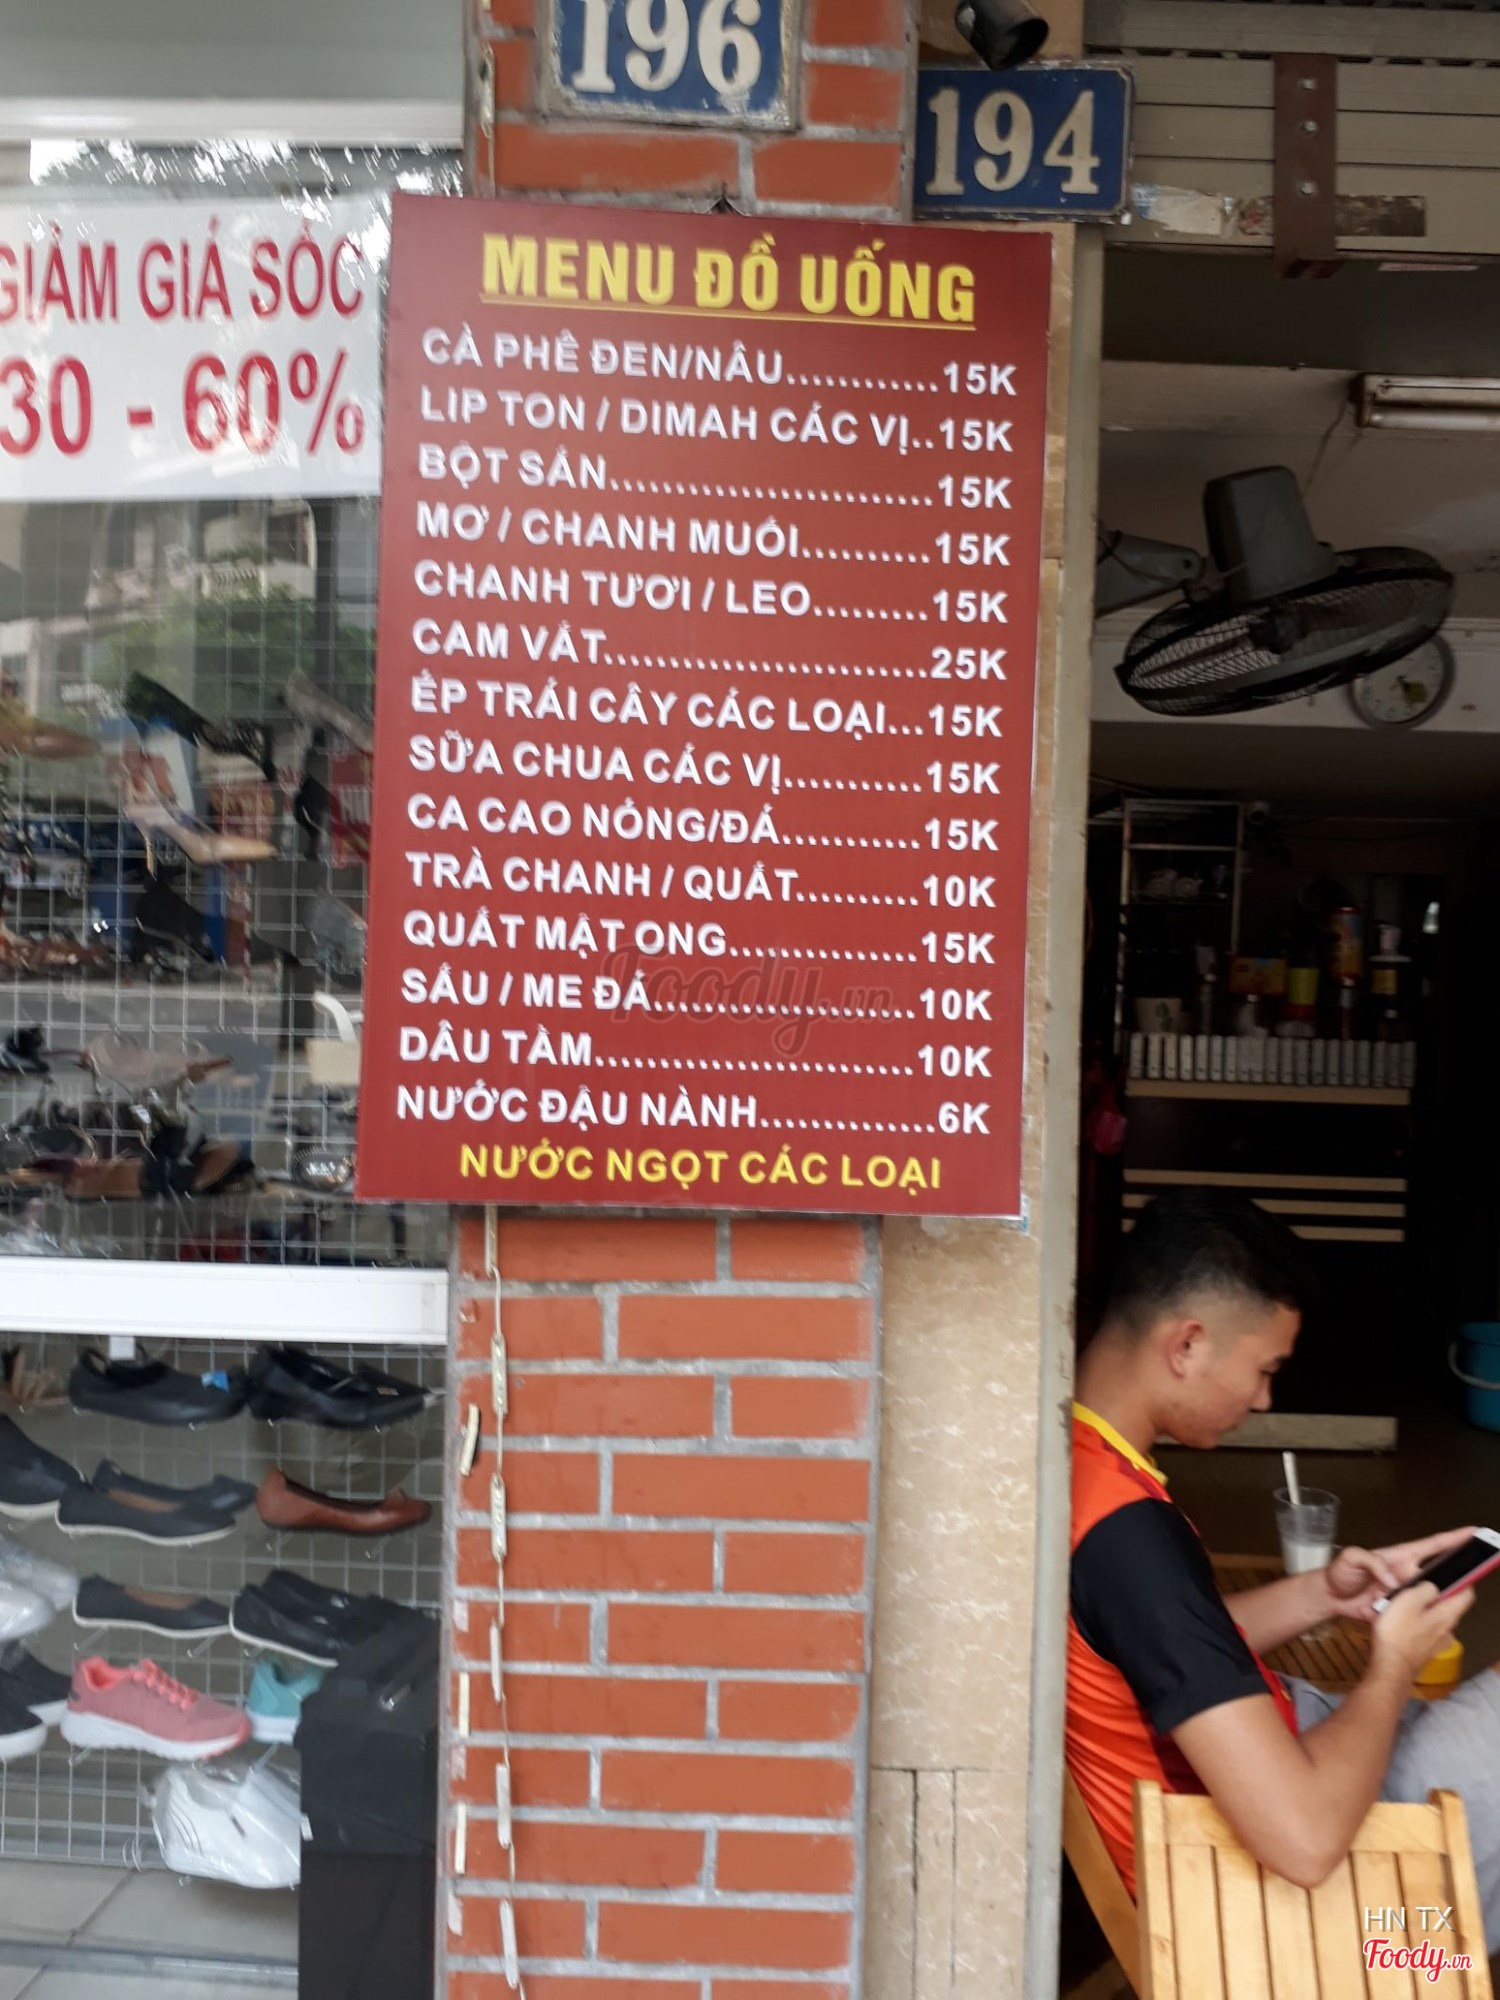 196
194
GIẢM GIÁ SỐC
30 - 60%
MENU ĐỒ UỐNG
CÀ PHÊ ĐEN/NÂU............15K
LIP TON / DIMAH CÁC VỊ..15K
BỘT SẮN.........................15K
MƠ / CHANH MUỐI..........15K
CHANH TƯƠI / LEO.........15K
CAM VẮT.........................25K
ÉP TRÁI CÂY CÁC LOẠI...15K
SỮA CHUA CÁC VỊ...........15K
CA CAO NÓNG/ĐÁ...........15K
TRÀ CHANH / QUẤT..........10K
QUẤT MẬT ONG...............15K
SẤU / ME ĐÁ.....................10K
DÂU TẰM.........................10K
NƯỚC ĐẬU NÀNH..............6K
NƯỚC NGỌT CÁC LOẠI
Foody.vn
HN TX
Foody.vn